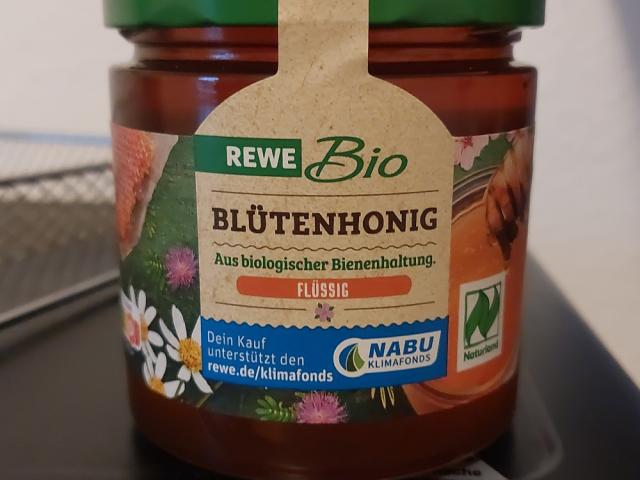 REWE Bio
BLÜTENHONIG
Aus biologischer Bienenhaltung.
FLÜSSIG
Dein Kauf
unterstützt den
rewe.de/klimafonds
NABU
KLIMAFONDS
Naturland